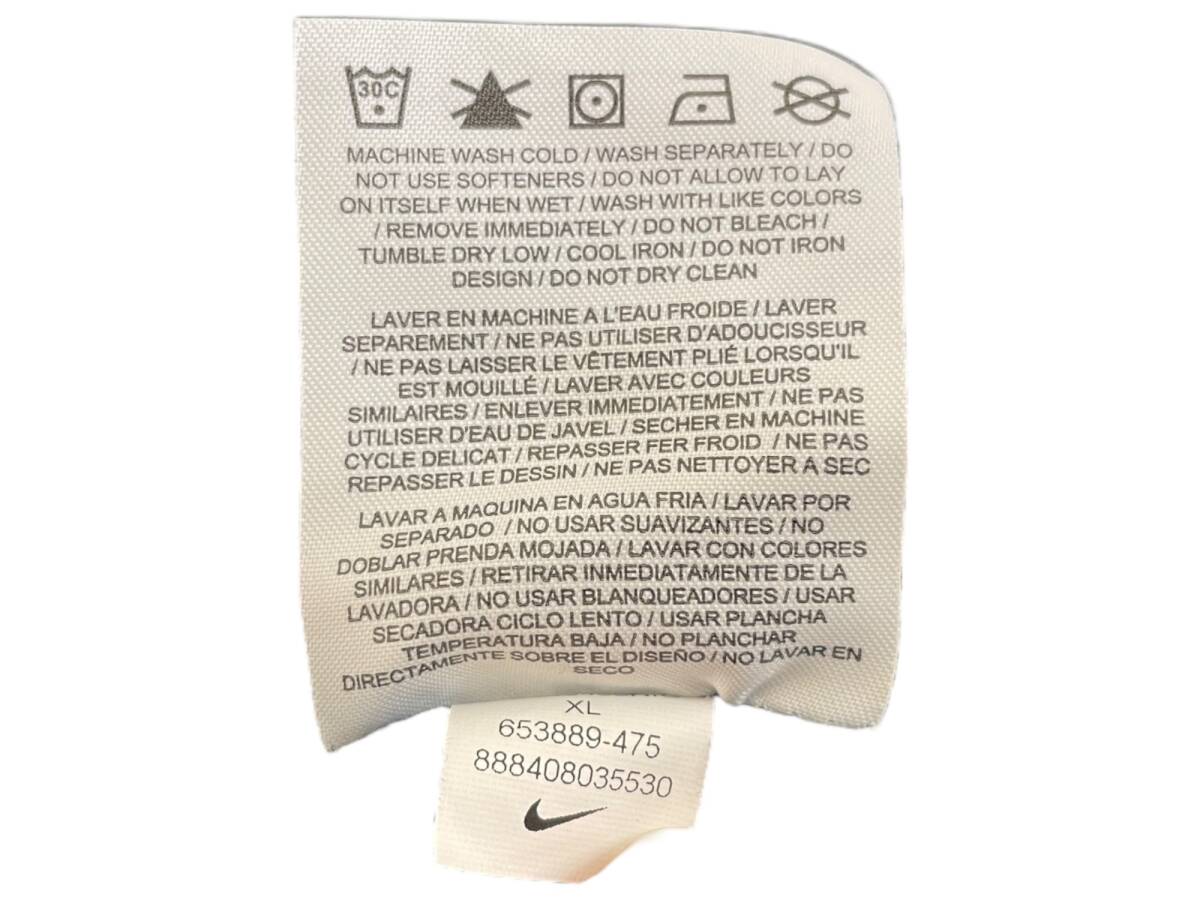 30C
MACHINE WASH COLD / WASH SEPARATELY / DO
NOT USE SOFTENERS / DO NOT ALLOW TO LAY
ON ITSELF WHEN WET / WASH WITH LIKE COLORS
/ REMOVE IMMEDIATELY / DO NOT BLEACH /
TUMBLE DRY LOW / COOL IRON / DO NOT IRON
DESIGN / DO NOT DRY CLEAN
LAVER EN MACHINE A L'EAU FROIDE / LAVER
SEPAREMENT / NE PAS UTILISER D'ADOUCISSEUR
/ NE PAS LAISSER LE VÊTEMENT PLIÉ LORSQU'IL
EST MOUILLÉ / LAVER AVEC COULEURS
SIMILAIRES / ENLEVER IMMEDIATEMENT / NE PAS
UTILISER D'EAU DE JAVEL / SECHER EN MACHINE
CYCLE DELICAT / REPASSER FER FROID / NE PAS
REPASSER LE DESSIN / NE PAS NETTOYER A SEC
LAVAR A MAQUINA EN AGUA FRIA / LAVAR POR
SEPARADO / NO USAR SUAVIZANTES / NO
DOBLAR PRENDA MOJADA / LAVAR CON COLORES
SIMILARES / RETIRAR INMEDIATAMENTE DE LA
LAVADORA / NO USAR BLANQUEADORES / USAR
SECADORA CICLO LENTO / USAR PLANCHA
TEMPERATURA BAJA / NO PLANCHAR
DIRECTAMENTE SOBRE EL DISEÑO / NO LAVAR EN
SECO
XL
653889-475
888408035530